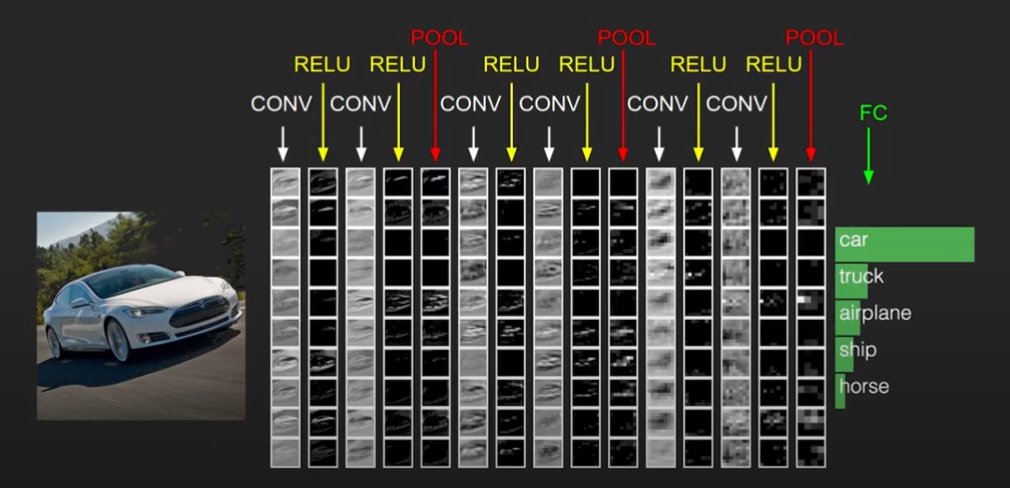 POOL POOL POOL
RELU RELU RELU RELU RELU RELU
CONV CONV CONV CONV CONV CONV
FC
car
truck
airplane
ship
horse